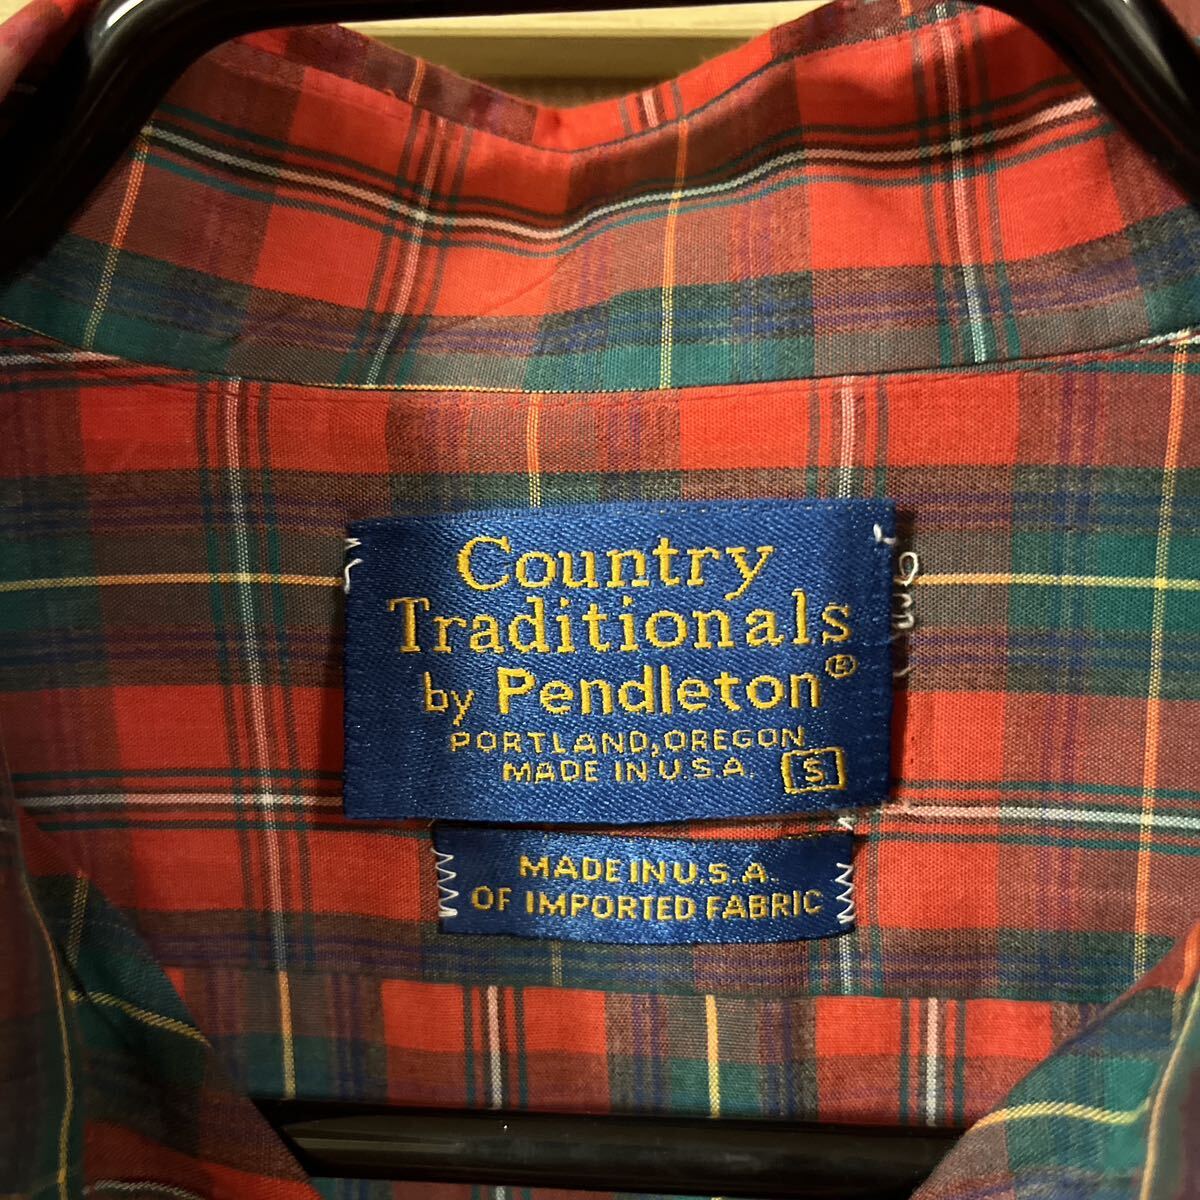 Country
Traditionals
by Pendleton®
PORTLAND, OREGON
MADE IN U.S.A. S
MADE IN U.S.A.
OF IMPORTED FABRIC